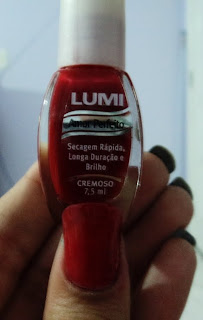 LUMI
Secagem Rápida,
Longa Duração e
Brilho
CREMOSO
7,5 ml